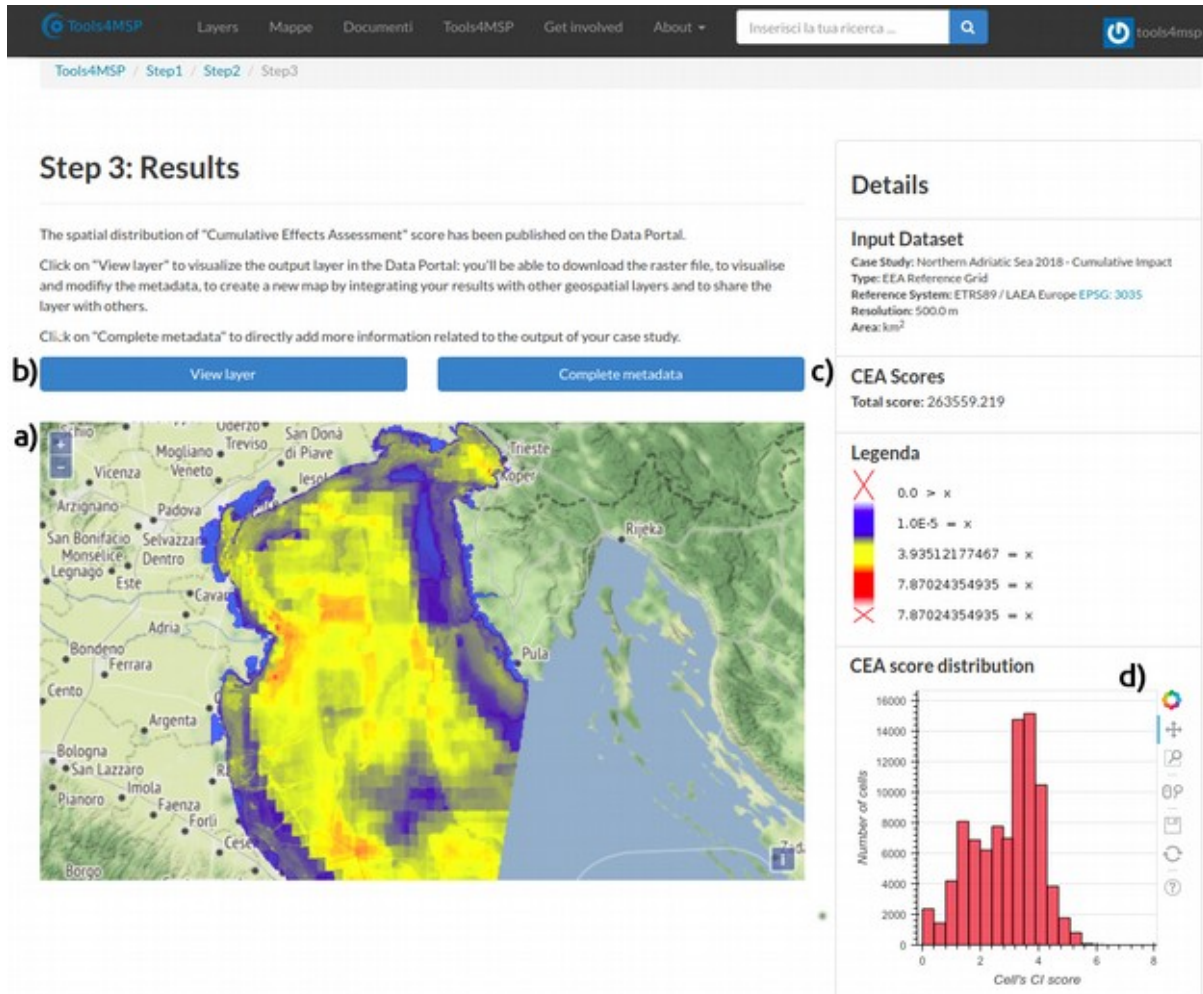 Tools4MSP Layers Mappe Documenti Tools4MSP Get involved About Inserisci la tua ricerca ... tools4msp
Tools4MSP / Step1 / Step2 / Step3
Step 3: Results
The spatial distribution of "Cumulative Effects Assessment" score has been published on the Data Portal.
Click on "View layer" to visualize the output layer in the Data Portal: you'll be able to download the raster file, to visualise
and modifiy the metadata, to create a new map by integrating your results with other geospatial layers and to share the
layer with others.
Click on "Complete metadata" to directly add more information related to the output of your case study.
b)
View layer
Complete metadata
a)
+
−
Schio
Uderzo
Mogliano
Veneto
Treviso
San Donà
di Piave
Trieste
Koper
Vicenza
Arzignano
Padova
San Bonifacio
Selvazzan
Dentro
Monselice
Legnago
Este
Rijeka
Cavar
Adria
Bondeno
Ferrara
Pula
Cento
Argenta
Bologna
San Lazzaro
Pianoro
Imola
Faenza
Forlì
Cese
Borgo
i
Details
Input Dataset
Case Study: Northern Adriatic Sea 2018 - Cumulative Impact
Type: EEA Reference Grid
Reference System: ETRS89 / LAEA Europe EPSG: 3035
Resolution: 500.0 m
Area: km²
c)
CEA Scores
Total score: 263559.219
Legenda
0.0 > x
1.0E-5 = x
3.93512177467 = x
7.87024354935 = x
7.87024354935 = x
CEA score distribution
d)
Number of cells
16000
14000
12000
10000
8000
6000
4000
2000
0
0 2 4 6 8
Cell's CI score